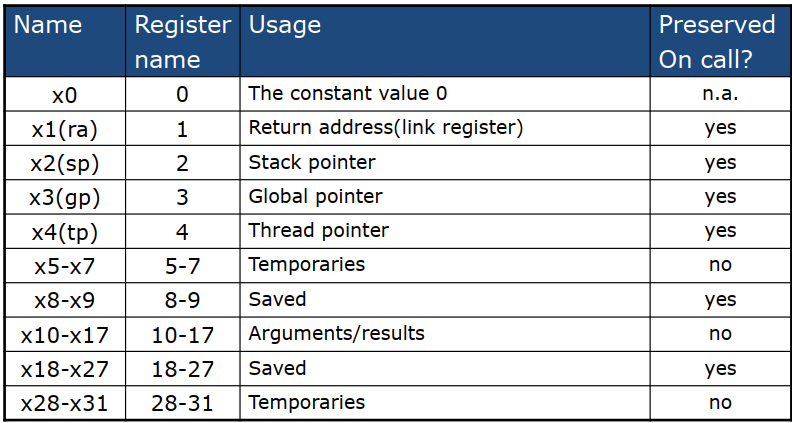 Name Register name Usage Preserved On call?
x0 0 The constant value 0 n.a.
x1(ra) 1 Return address(link register) yes
x2(sp) 2 Stack pointer yes
x3(gp) 3 Global pointer yes
x4(tp) 4 Thread pointer yes
x5-x7 5-7 Temporaries no
x8-x9 8-9 Saved yes
x10-x17 10-17 Arguments/results no
x18-x27 18-27 Saved yes
x28-x31 28-31 Temporaries no